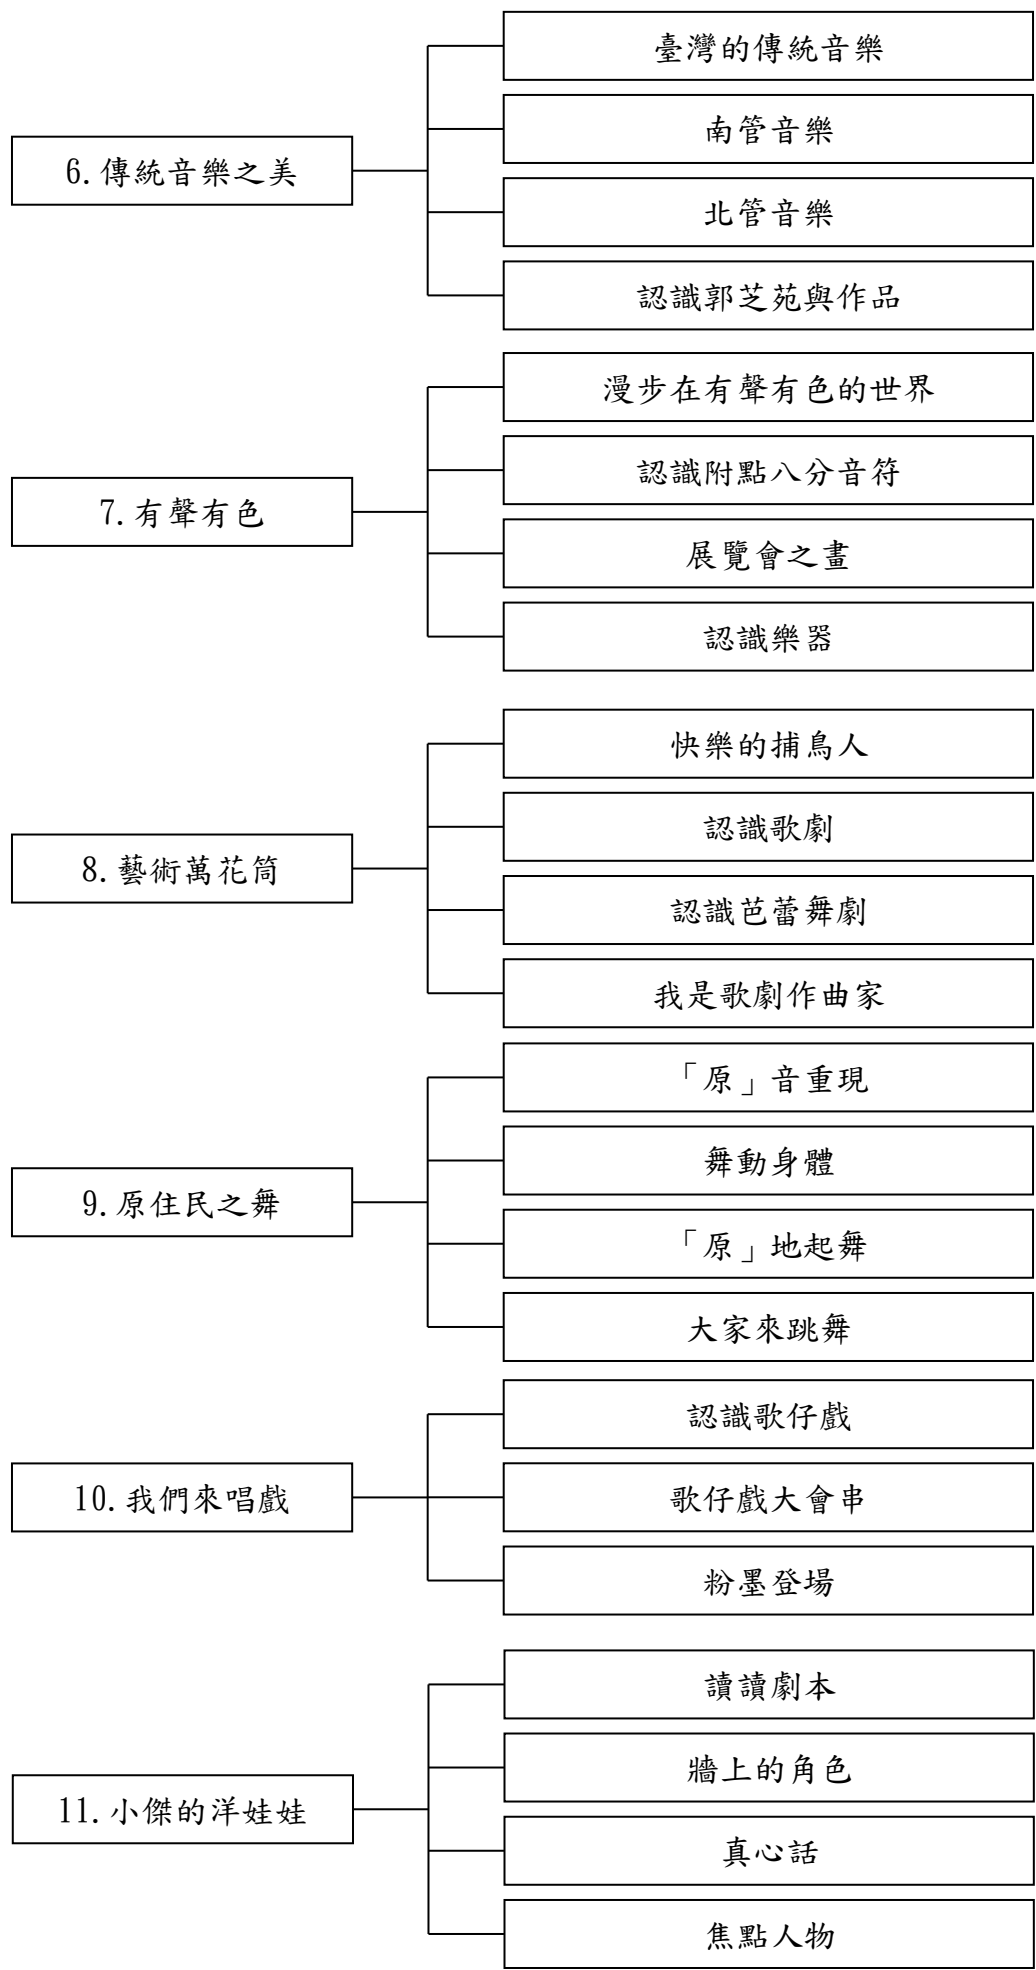 6.傳統音樂之美
臺灣的傳統音樂
南管音樂
北管音樂
認識郭芝苑與作品
7.有聲有色
漫步在有聲有色的世界
認識附點八分音符
展覽會之畫
認識樂器
8.藝術萬花筒
快樂的捕鳥人
認識歌劇
認識芭蕾舞劇
我是歌劇作曲家
9.原住民之舞
「原」音重現
舞動身體
「原」地起舞
大家來跳舞
10.我們來唱戲
認識歌仔戲
歌仔戲大會串
粉墨登場
11.小傑的洋娃娃
讀讀劇本
牆上的角色
真心話
焦點人物